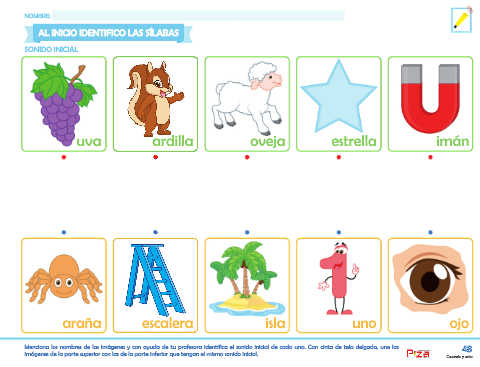 NOMBRE:
AL INICIO IDENTIFICO LAS SÍLABAS
SONIDO INICIAL
uva ardilla oveja estrella imán
araña escalera isla uno ojo
Menciona los nombres de las imágenes y con ayuda de tu profesora identifica el sonido inicial de cada uno. Con cinta de tela delgada, une las
imágenes de la parte superior con las de la parte inferior que tengan el mismo sonido inicial.
48